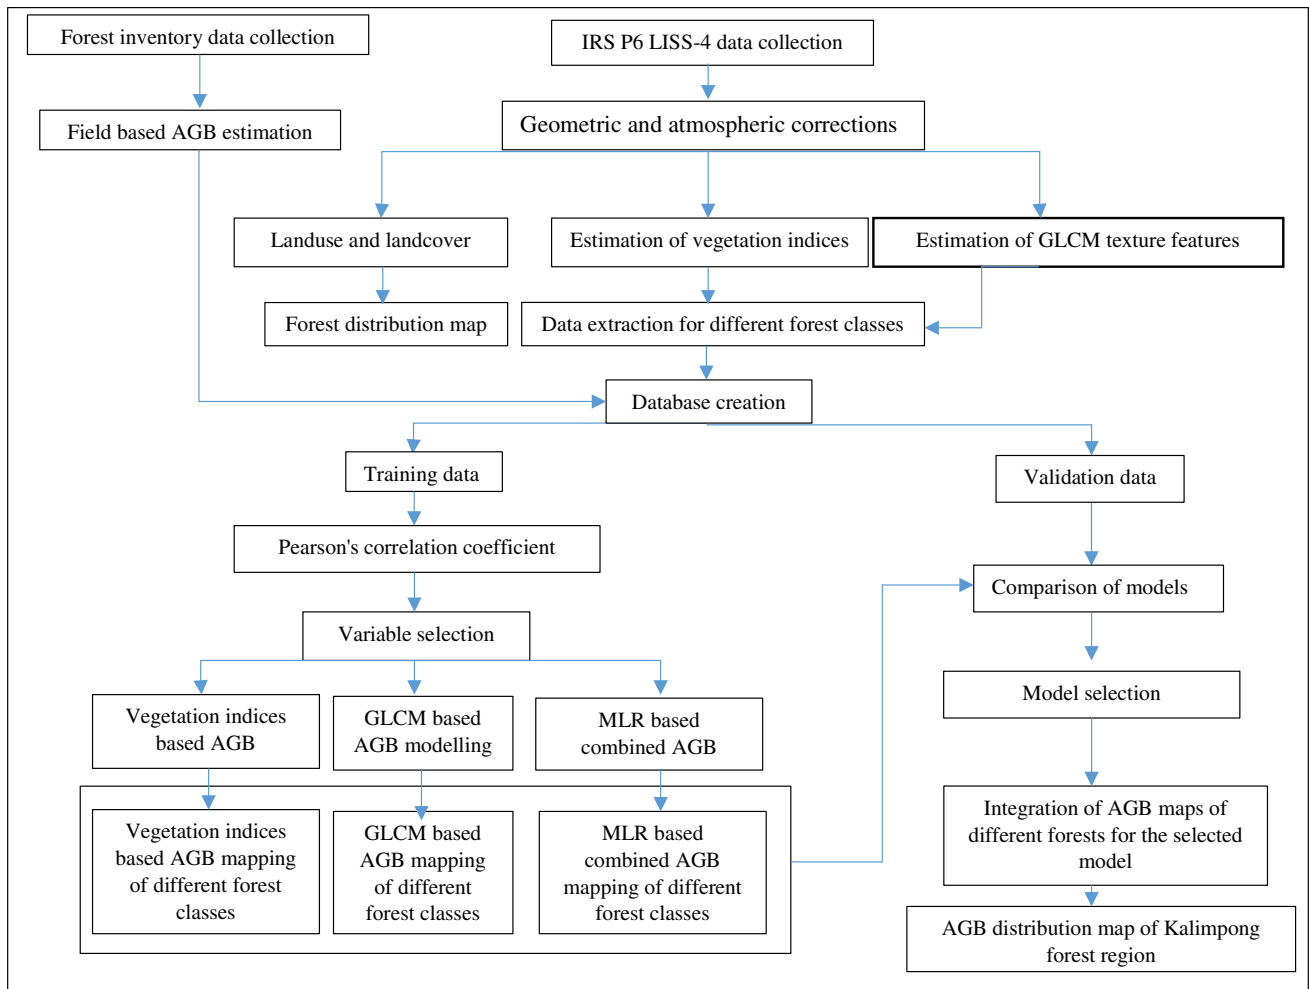 Forest inventory data collection
IRS P6 LISS-4 data collection
Field based AGB estimation
Geometric and atmospheric corrections
Landuse and landcover
Estimation of vegetation indices
Estimation of GLCM texture features
Forest distribution map
Data extraction for different forest classes
Database creation
Training data
Validation data
Pearson's correlation coefficient
Comparison of models
Variable selection
Model selection
Vegetation indices
based AGB
GLCM based
AGB modelling
MLR based
combined AGB
Vegetation indices
based AGB mapping
of different forest
classes
GLCM based
AGB mapping
of different
forest classes
MLR based
combined AGB
mapping of different
forest classes
Integration of AGB maps of
different forests for the selected
model
AGB distribution map of Kalimpong
forest region